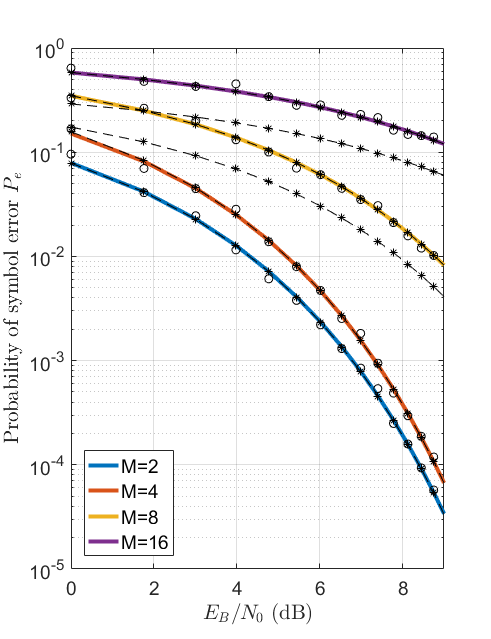 10^0
10^-1
10^-2
10^-3
10^-4
10^-5
Probability of symbol error P_e
M=2
M=4
M=8
M=16
0 2 4 6 8
E_B/N_0 (dB)